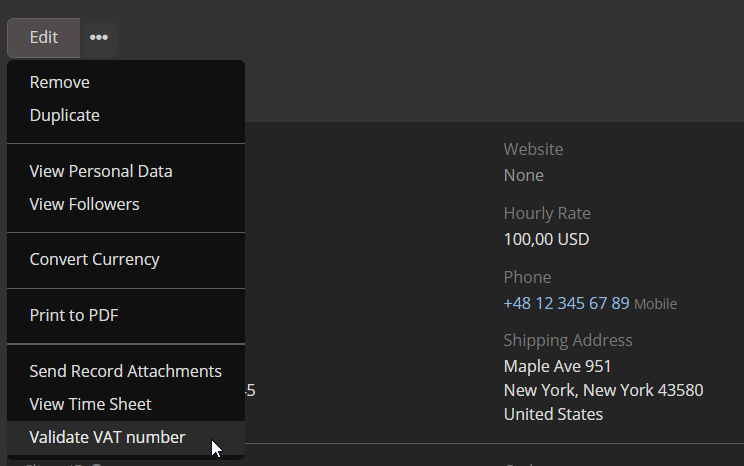 Edit
Remove
Duplicate
View Personal Data
View Followers
Convert Currency
Print to PDF
Send Record Attachments
View Time Sheet
Validate VAT number
Website
None
Hourly Rate
100,00 USD
Phone
+48 12 345 67 89 Mobile
Shipping Address
Maple Ave 951
New York, New York 43580
United States